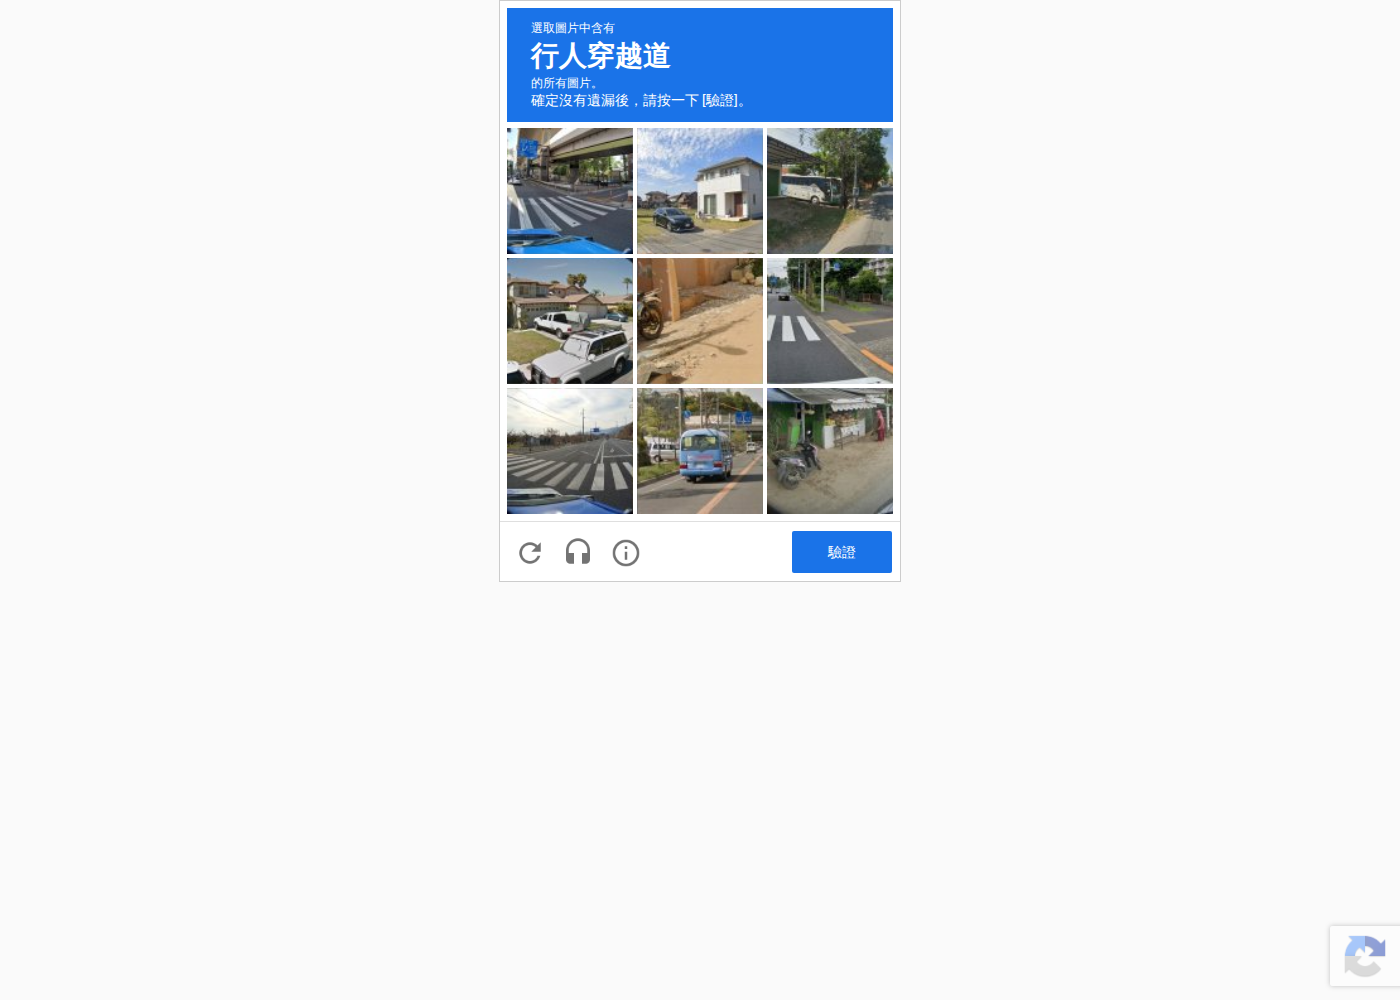 選取圖片中含有
行人穿越道
的所有圖片。
確定沒有遺漏後，請按一下 [驗證]。
驗證